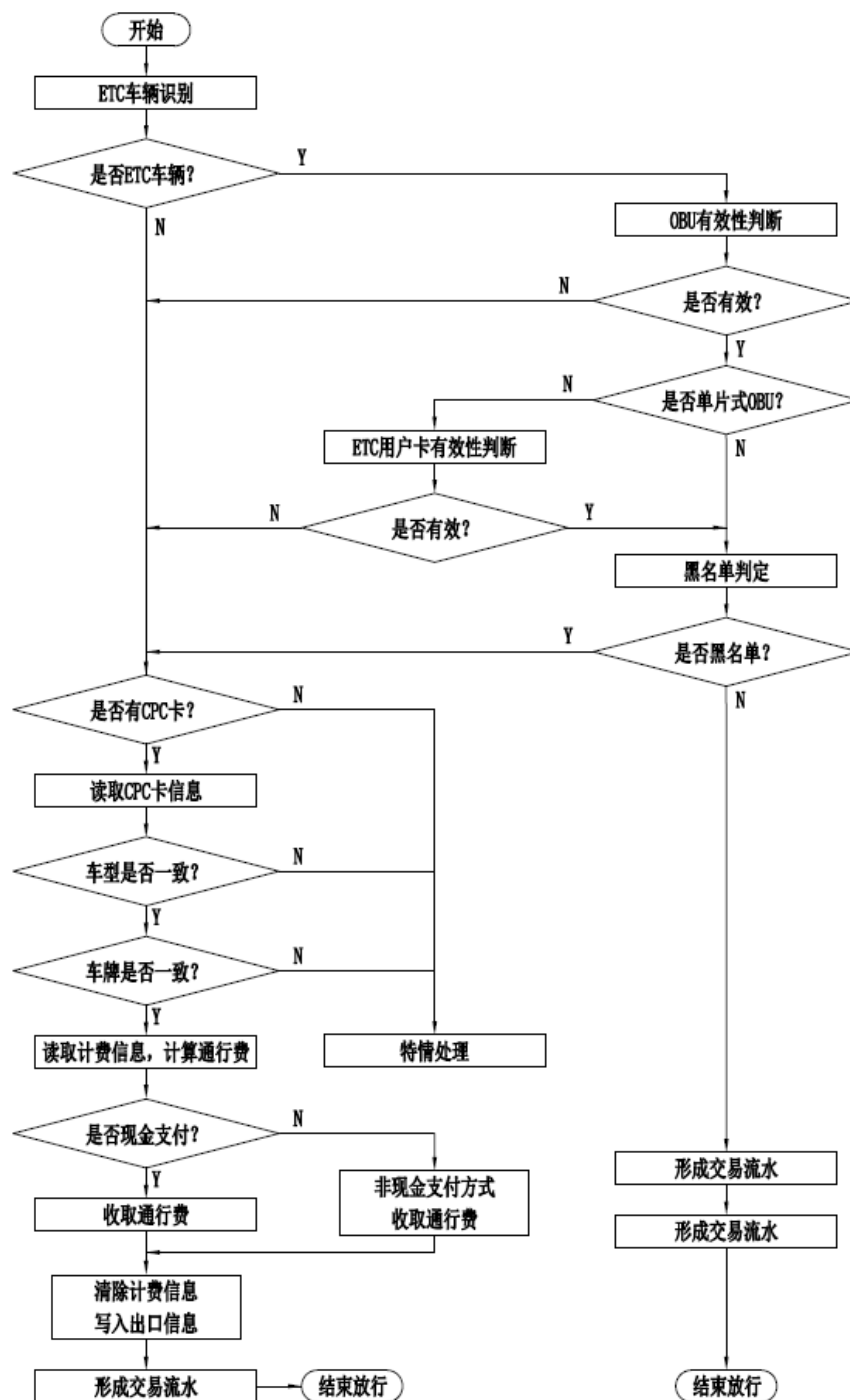 开始
ETC车辆识别
是否ETC车辆?
Y
N
OBU有效性判断
N
是否有效?
Y
N
是否单片式OBU?
ETC用户卡有效性判断
N
N
是否有效?
Y
黑名单判定
Y
是否黑名单?
N
是否有CPC卡?
N
Y
读取CPC卡信息
车型是否一致?
N
Y
车牌是否一致?
N
Y
读取计费信息，计算通行费
特情处理
是否现金支付?
N
Y
收取通行费
非现金支付方式
收取通行费
形成交易流水
形成交易流水
清除计费信息
写入出口信息
形成交易流水
结束放行
结束放行